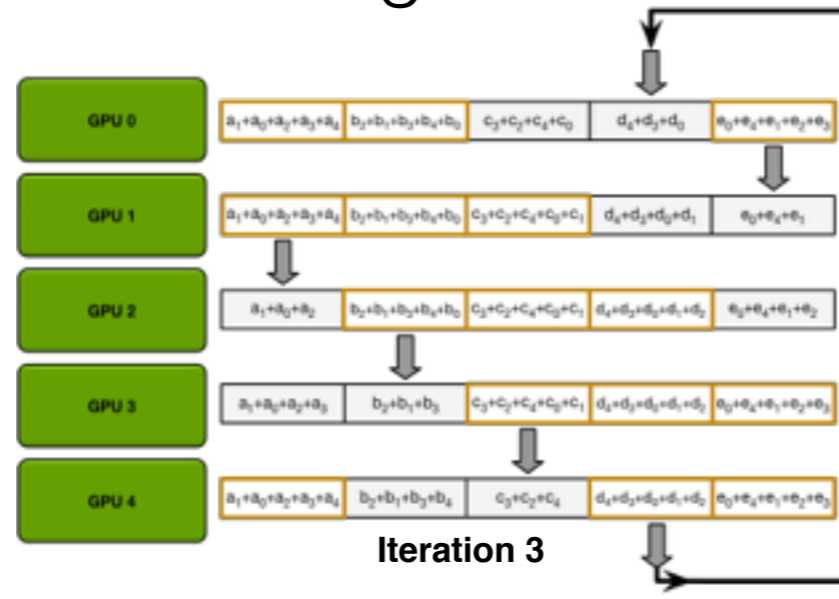 g
GPU 0 a₁+a₀+a₂+a₃+a₄ b₂+b₁+b₃+b₄+b₀ c₃+c₂+c₄+c₀ d₄+d₃+d₀ e₀+e₄+e₁+e₂+e₃
GPU 1 a₁+a₀+a₂+a₃+a₄ b₂+b₁+b₃+b₄+b₀ c₃+c₂+c₄+c₀+c₁ d₄+d₃+d₀+d₁ e₀+e₄+e₁
GPU 2 a₁+a₀+a₂ b₂+b₁+b₃+b₄+b₀ c₃+c₂+c₄+c₀+c₁ d₄+d₃+d₀+d₁+d₂ e₀+e₄+e₁+e₂
GPU 3 a₁+a₀+a₂+a₃ b₂+b₁+b₃ c₃+c₂+c₄+c₀+c₁ d₄+d₃+d₀+d₁+d₂ e₀+e₄+e₁+e₂+e₃
GPU 4 a₁+a₀+a₂+a₃+a₄ b₂+b₁+b₃+b₄ c₃+c₂+c₄ d₄+d₃+d₀+d₁+d₂ e₀+e₄+e₁+e₂+e₃
Iteration 3